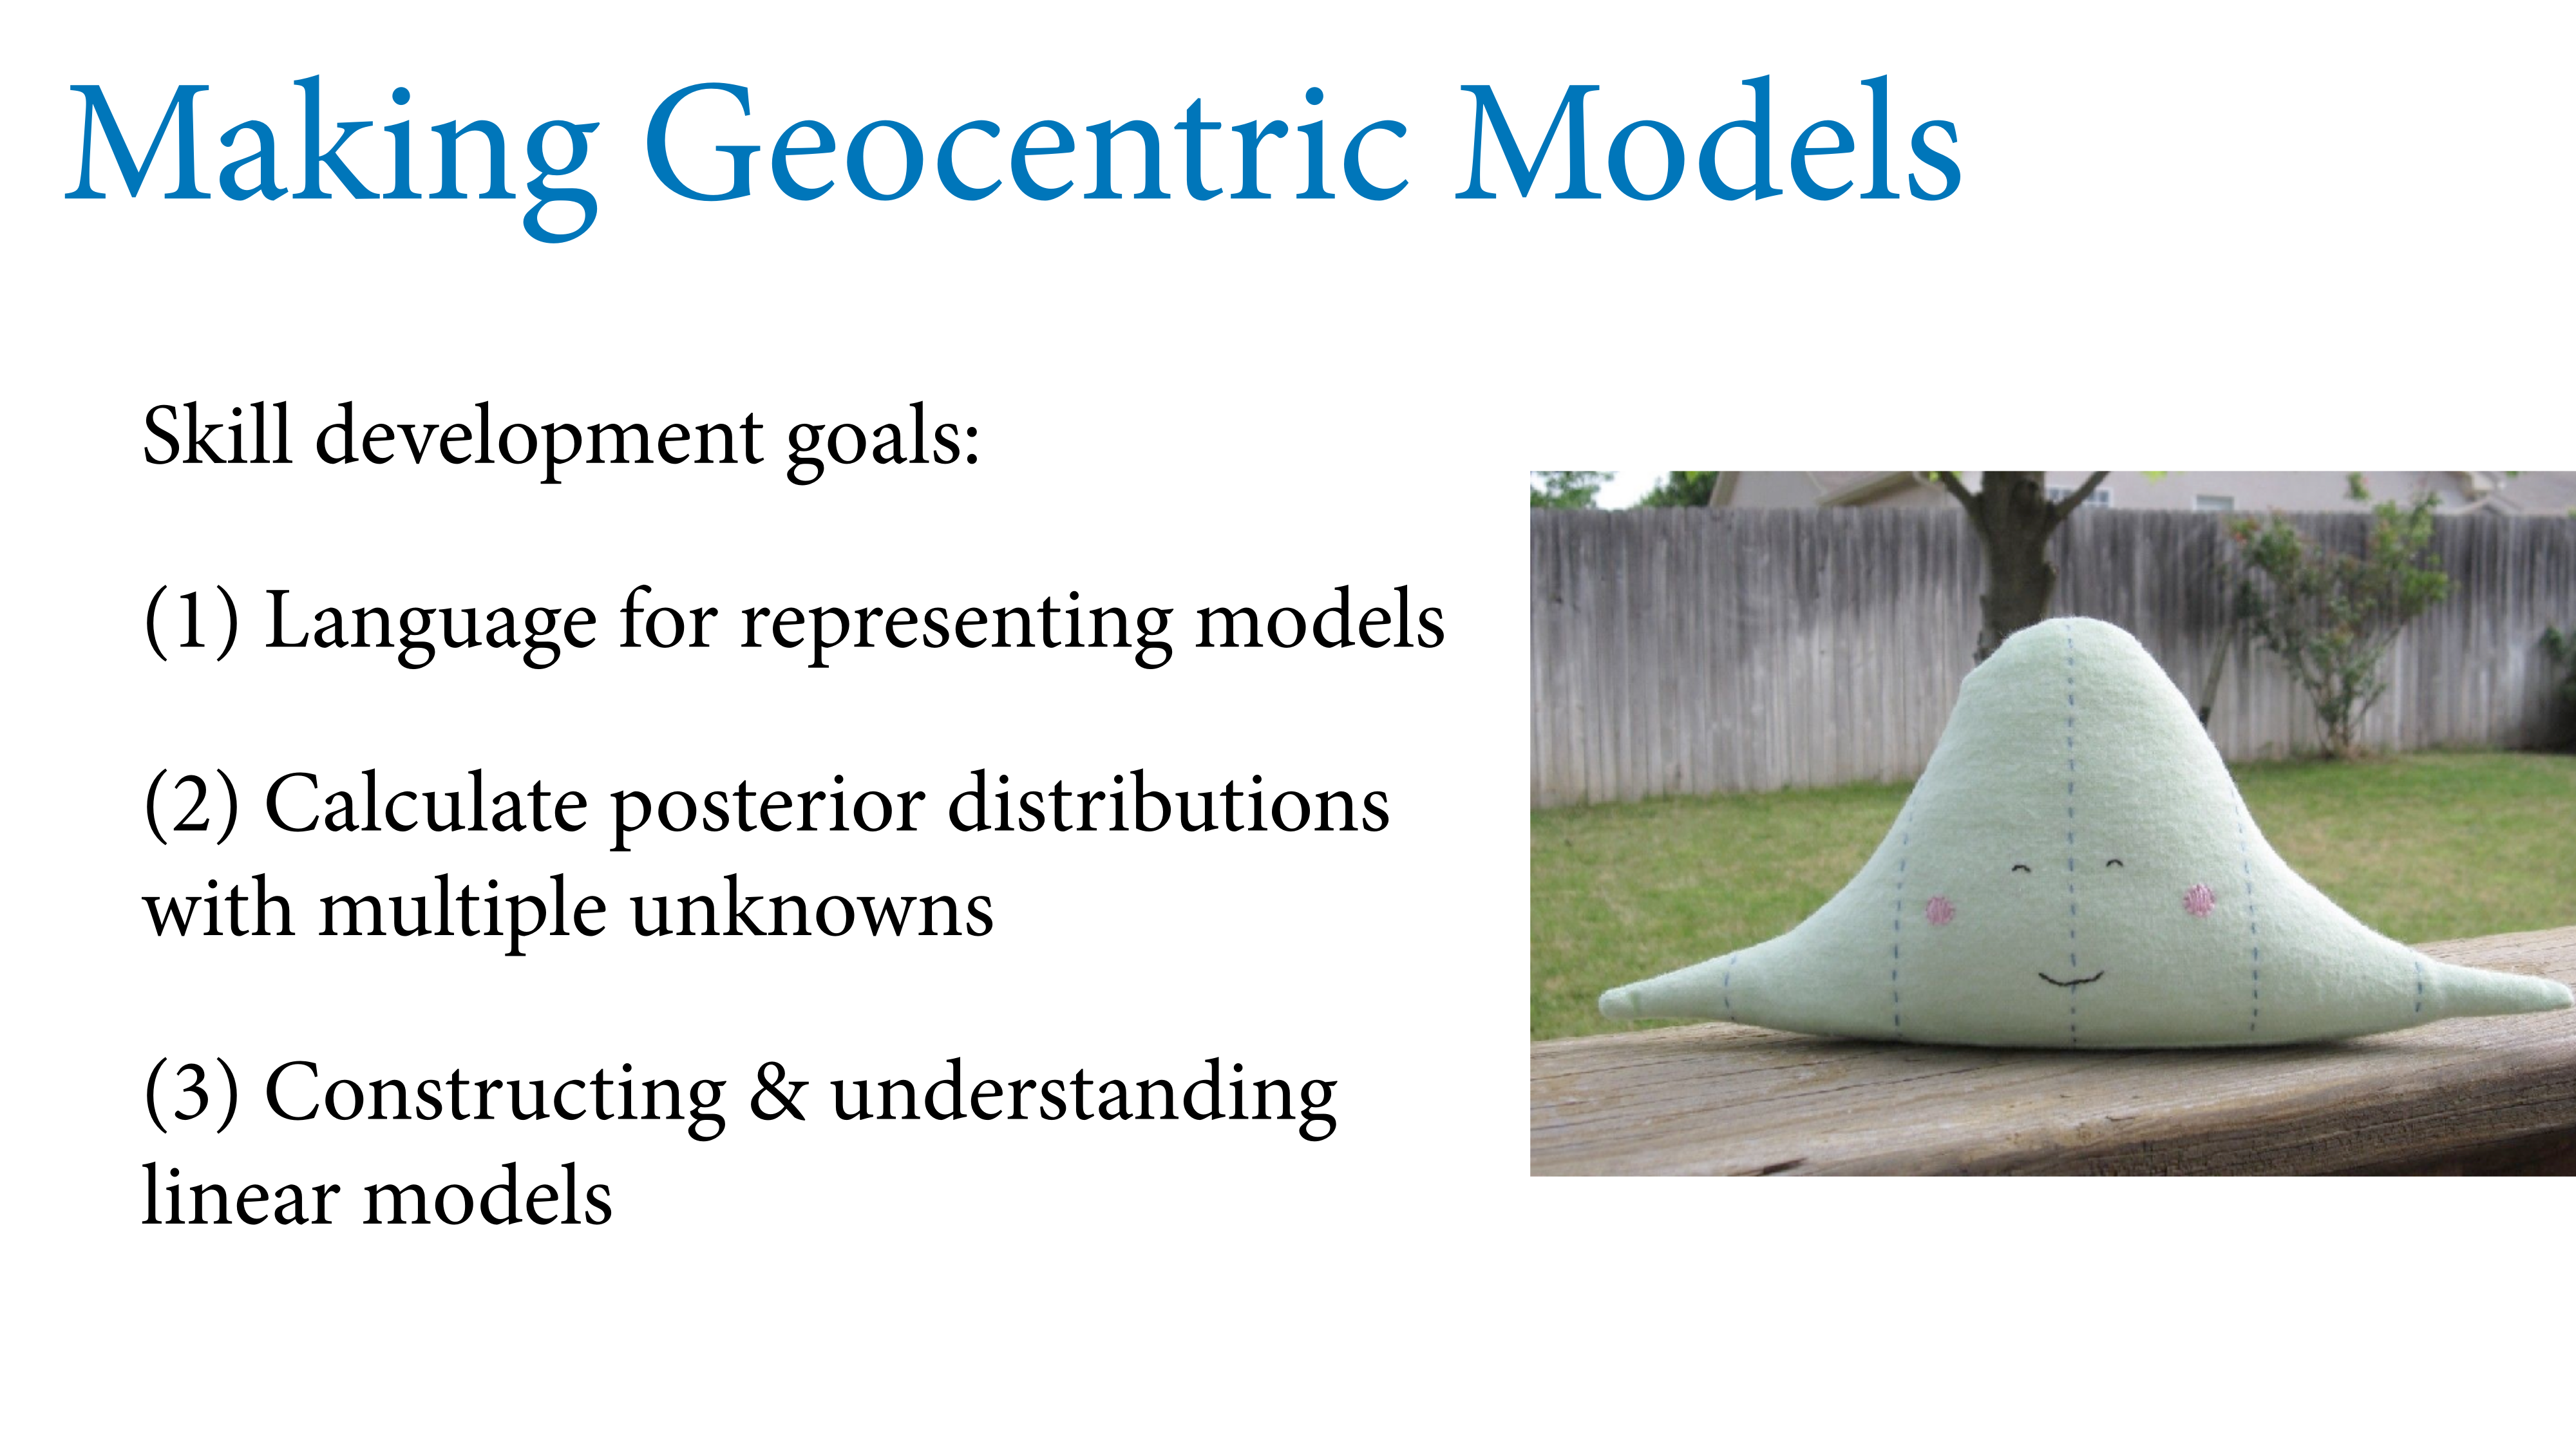 Making Geocentric Models
Skill development goals:
(1) Language for representing models
(2) Calculate posterior distributions
with multiple unknowns
(3) Constructing & understanding
linear models